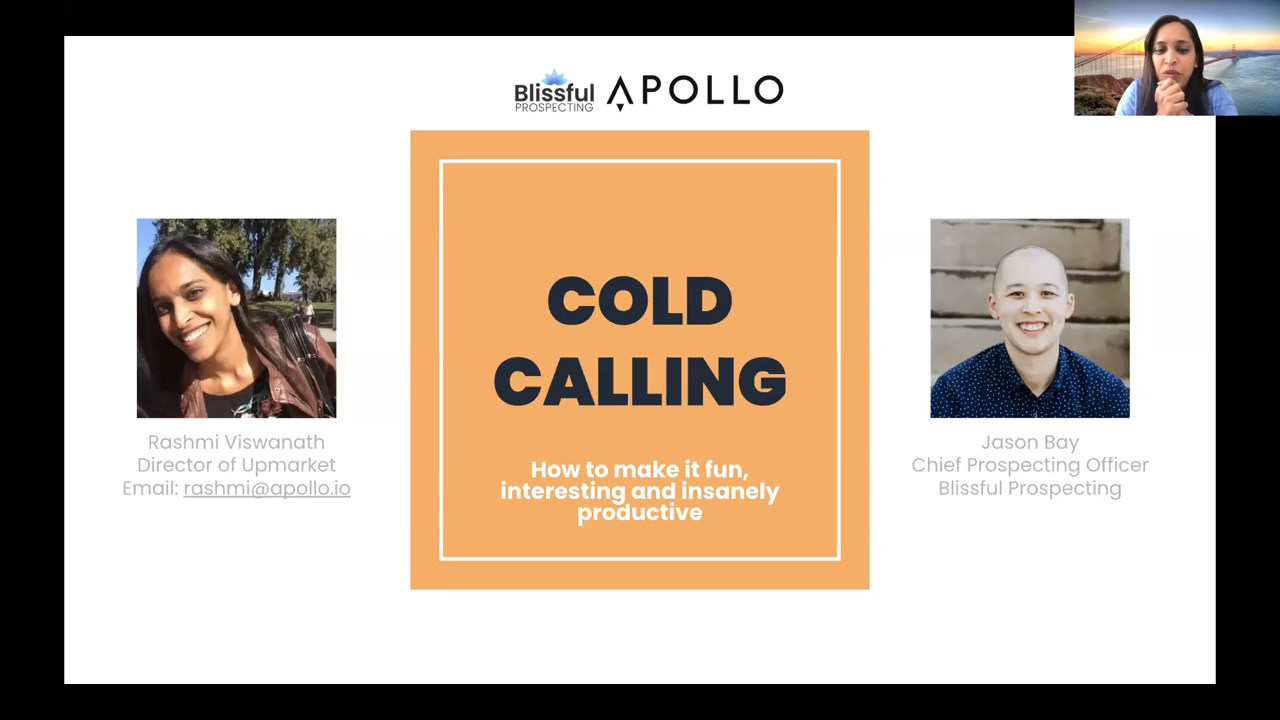 Blissful
PROSPECTING
APOLLO
COLD
CALLING
How to make it fun,
interesting and insanely
productive
Rashmi Viswanath
Director of Upmarket
Email: rashmi@apollo.io
Jason Bay
Chief Prospecting Officer
Blissful Prospecting